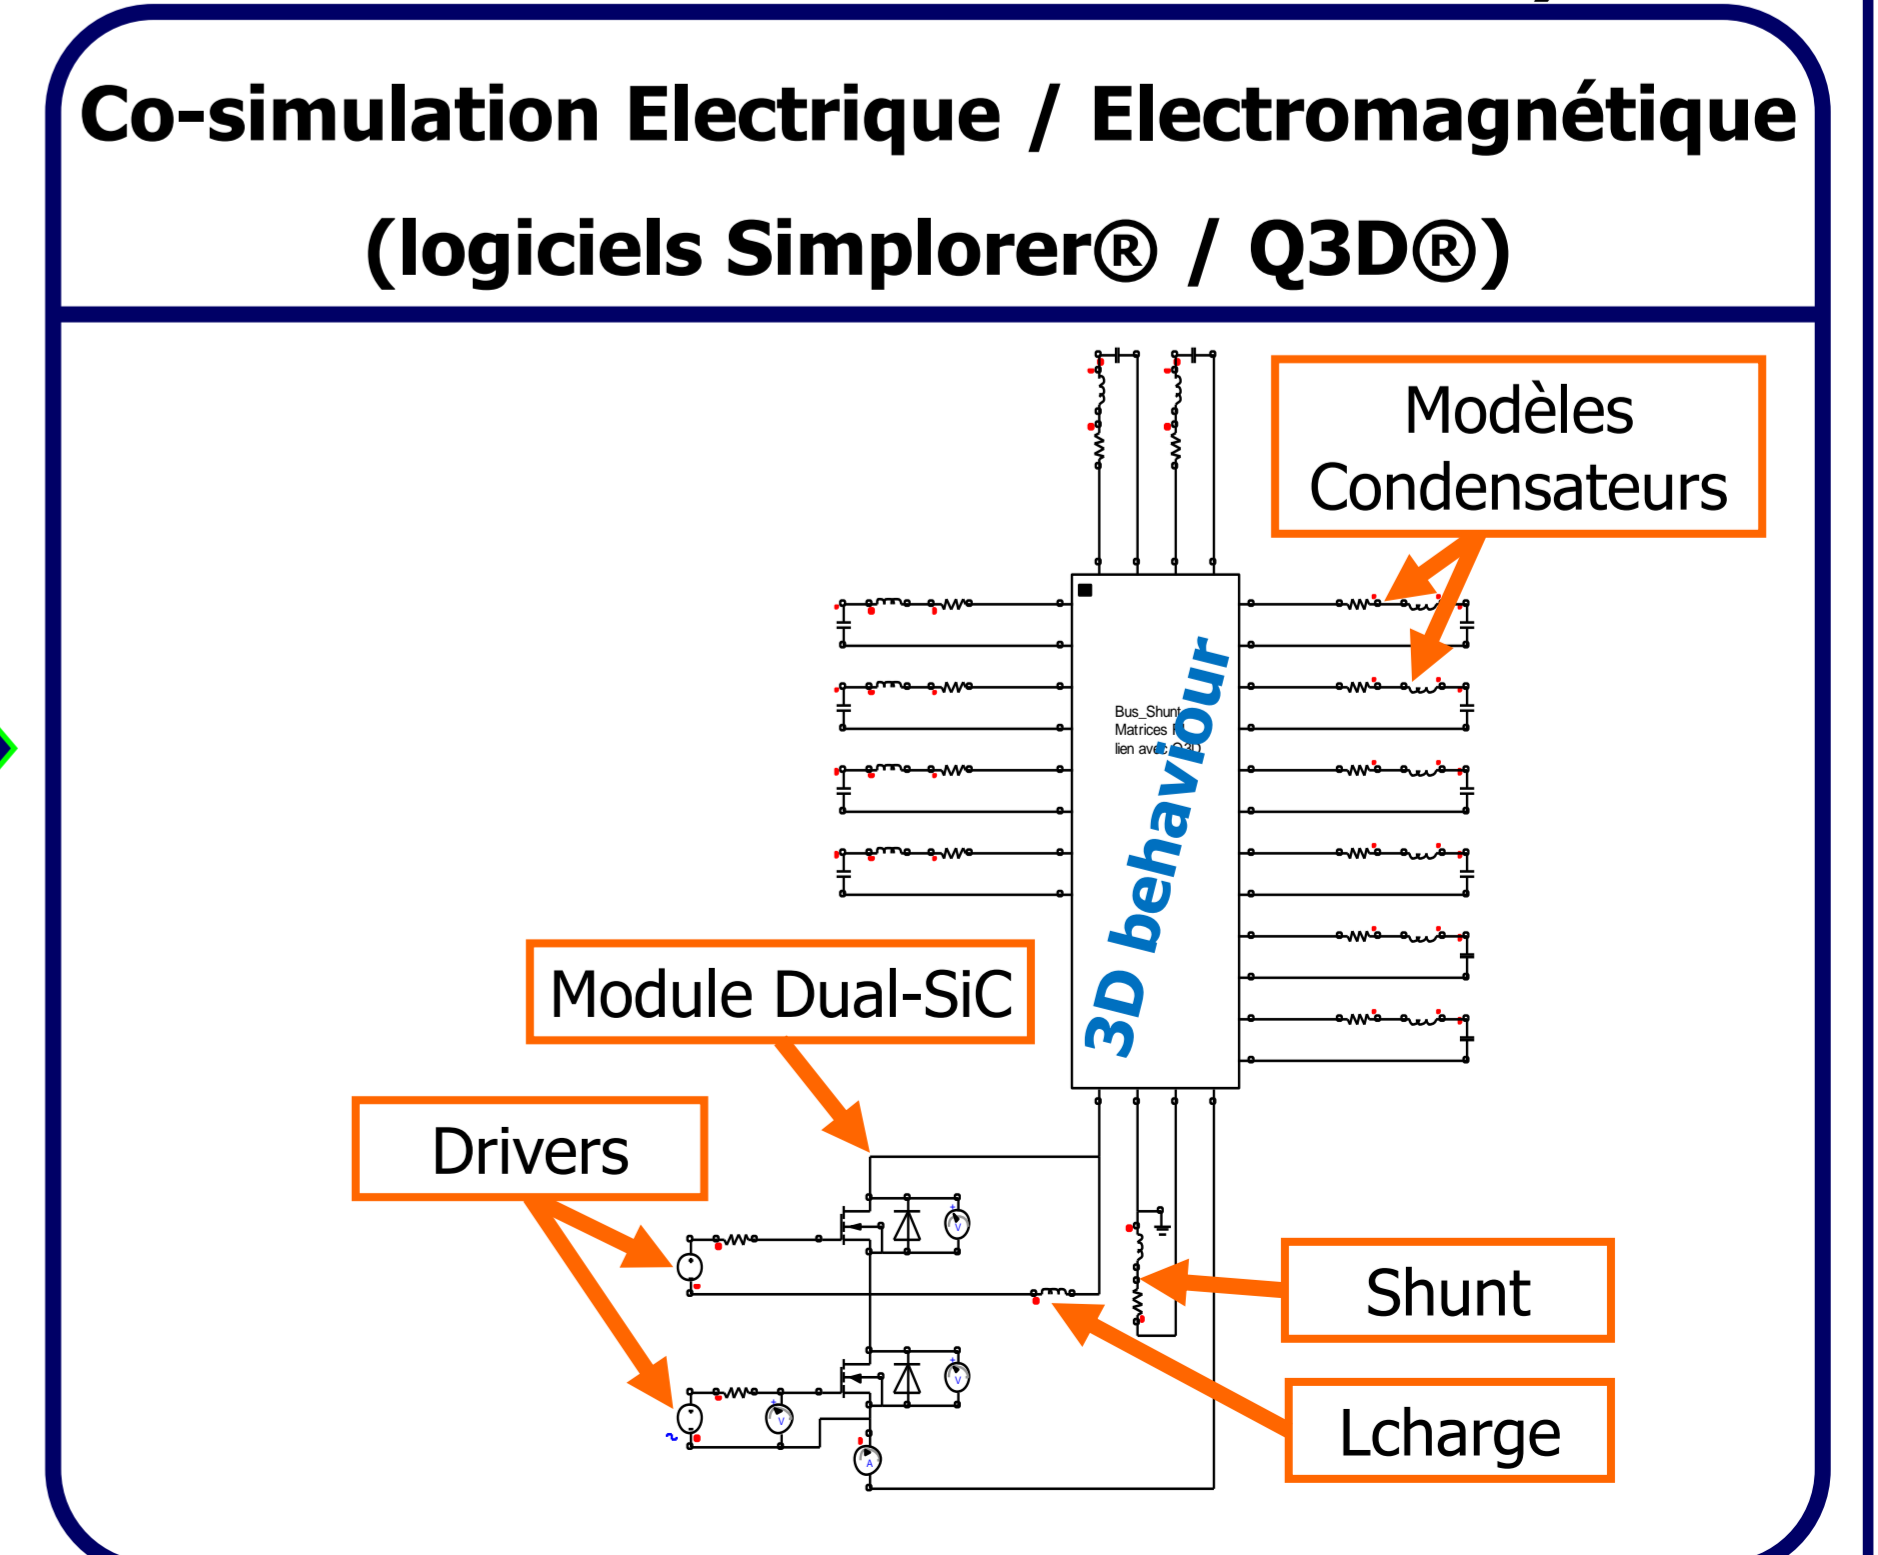 Co-simulation Electrique / Electromagnétique
(logiciels Simplorer® / Q3D®)
Modèles
Condensateurs
Bus_Shunt
Matrices
lien avec Q3D
3D behaviour
Module Dual-SiC
Drivers
Shunt
Lcharge
V
V
V
A